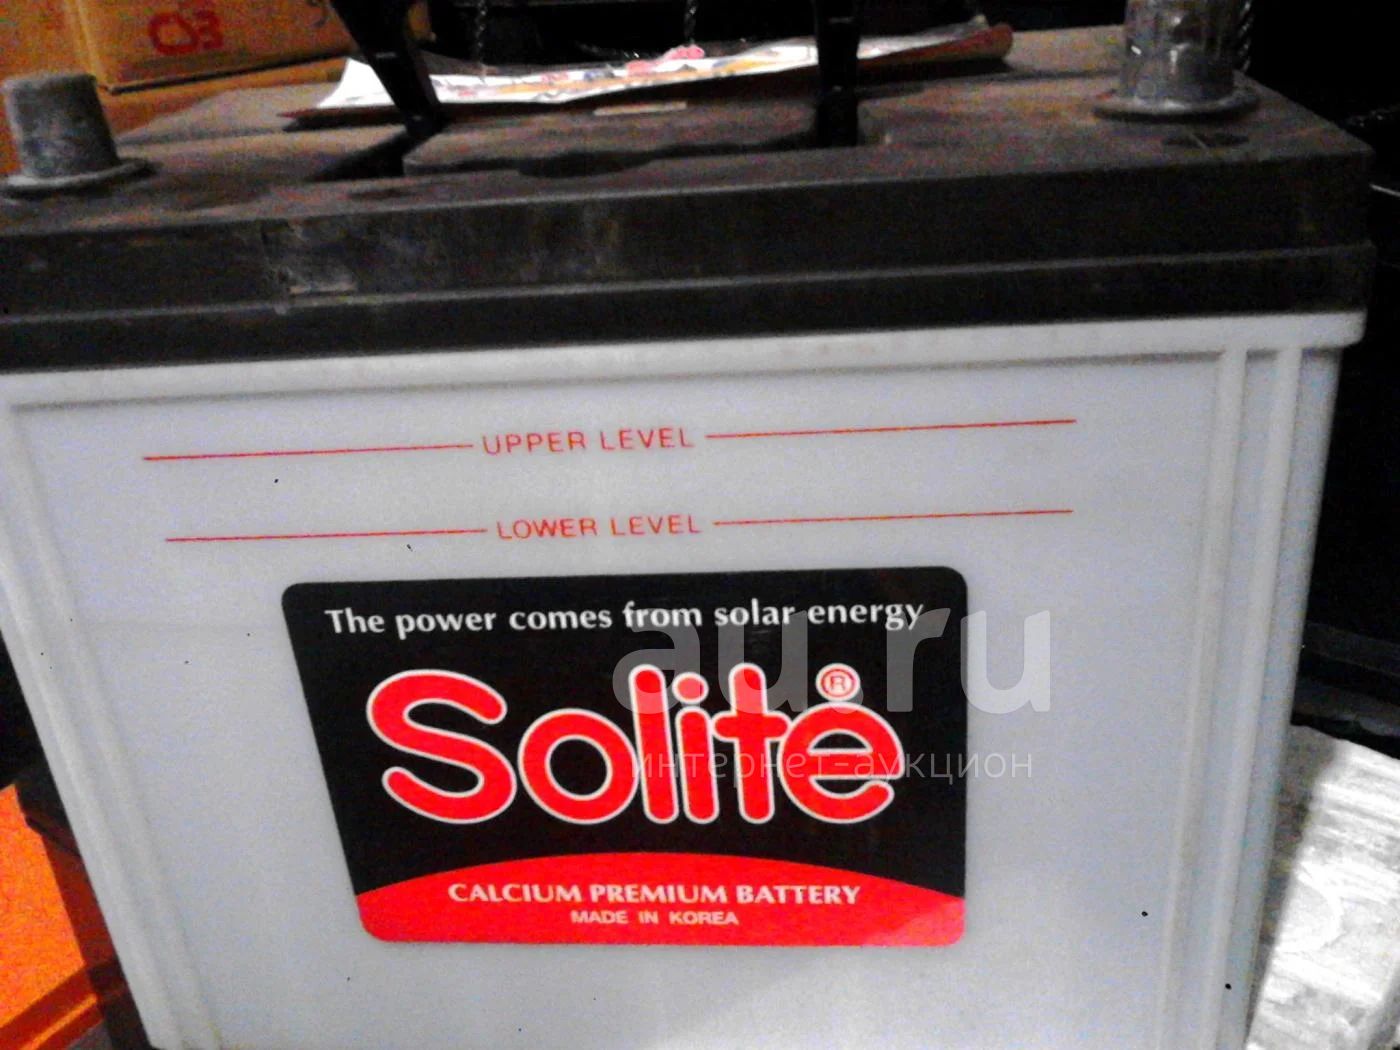 CSB
UPPER LEVEL
LOWER LEVEL
The power comes from solar energy
au.ru
Solite®
интернет-аукцион
CALCIUM PREMIUM BATTERY
MADE IN KOREA